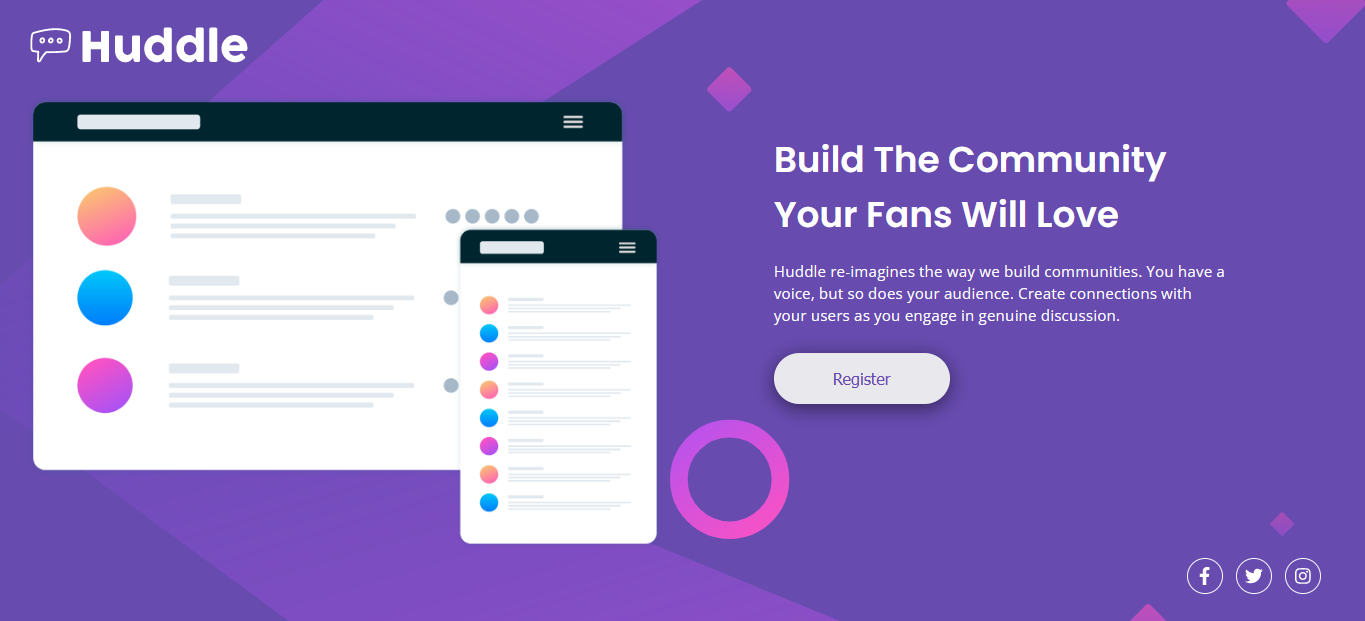 Huddle
Build The Community
Your Fans Will Love
Huddle re-imagines the way we build communities. You have a
voice, but so does your audience. Create connections with
your users as you engage in genuine discussion.
Register